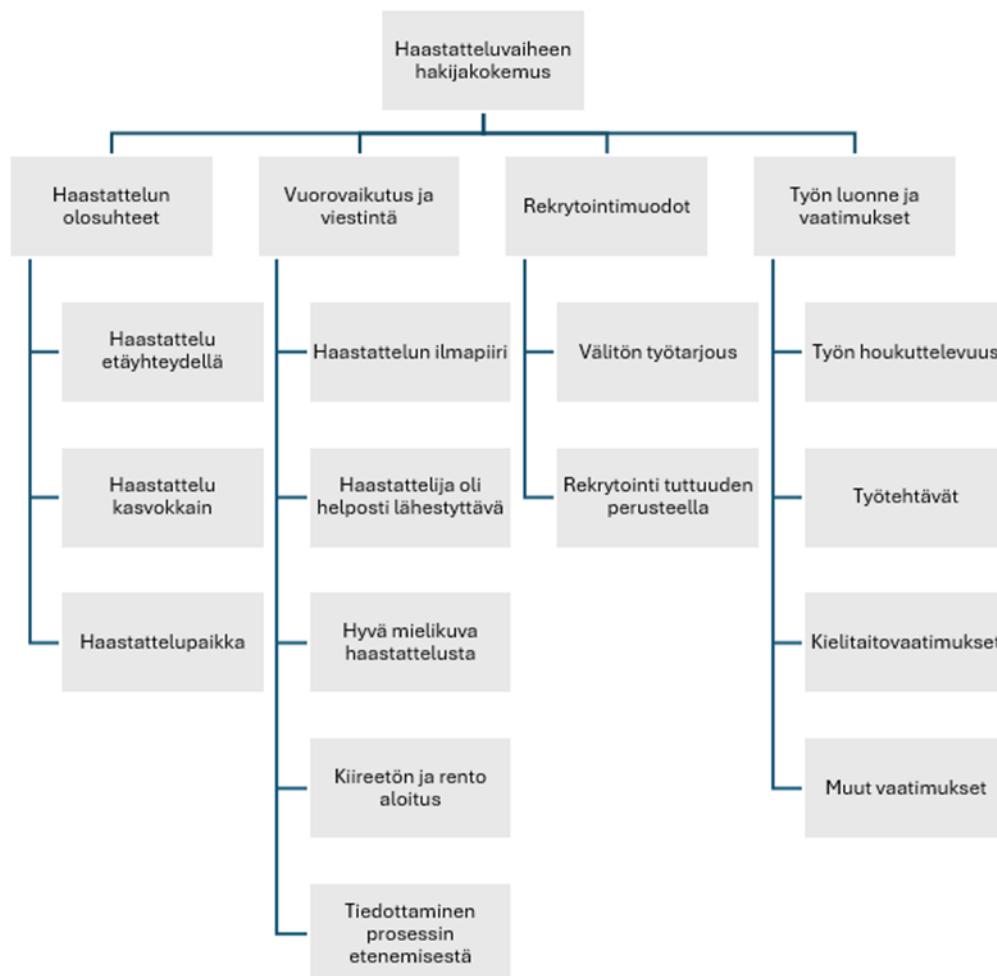 Haastatteluvaiheen
hakijakokemus
Haastattelun
olosuhteet
Haastattelu
etäyhteydellä
Haastattelu
kasvokkain
Haastattelupaikka
Vuorovaikutus ja
viestintä
Haastattelun ilmapiiri
Haastattelija oli
helposti lähestyttävä
Hyvä mielikuva
haastattelusta
Kiireetön ja rento
aloitus
Tiedottaminen
prosessin
etenemisestä
Rekrytointimuodot
Välitön työtarjous
Rekrytointi tuttuuden
perusteella
Työn luonne ja
vaatimukset
Työn houkuttelevuus
Työtehtävät
Kielitaitovaatimukset
Muut vaatimukset